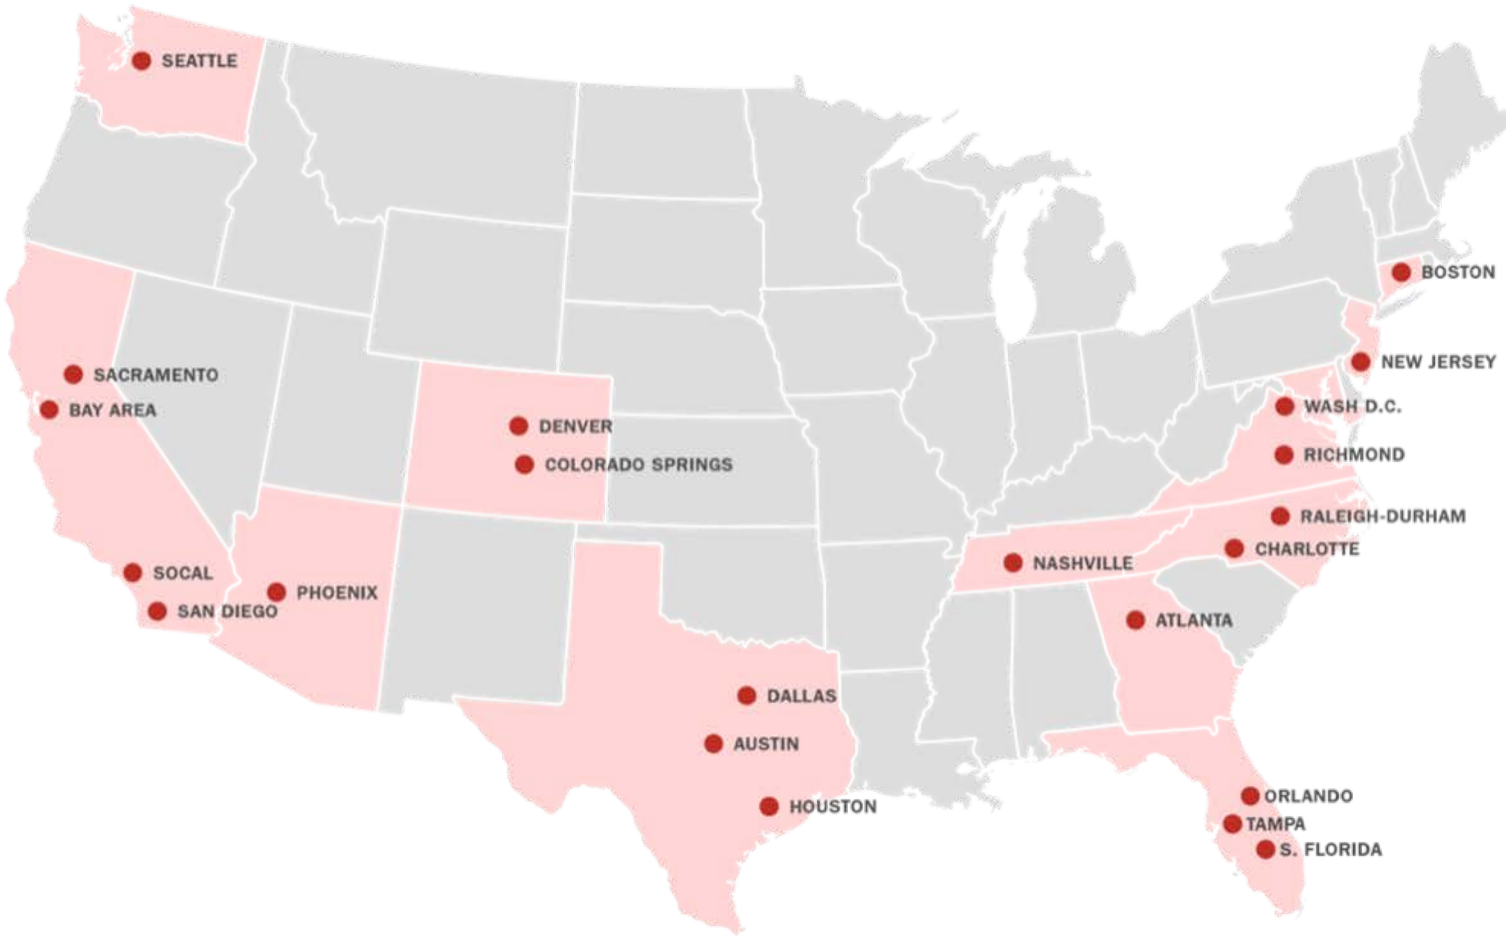 SEATTLE
BOSTON
NEW JERSEY
SACRAMENTO
BAY AREA
WASH D.C.
DENVER
RICHMOND
COLORADO SPRINGS
RALEIGH-DURHAM
CHARLOTTE
NASHVILLE
SOCAL
PHOENIX
SAN DIEGO
ATLANTA
DALLAS
AUSTIN
ORLANDO
HOUSTON
TAMPA
S. FLORIDA